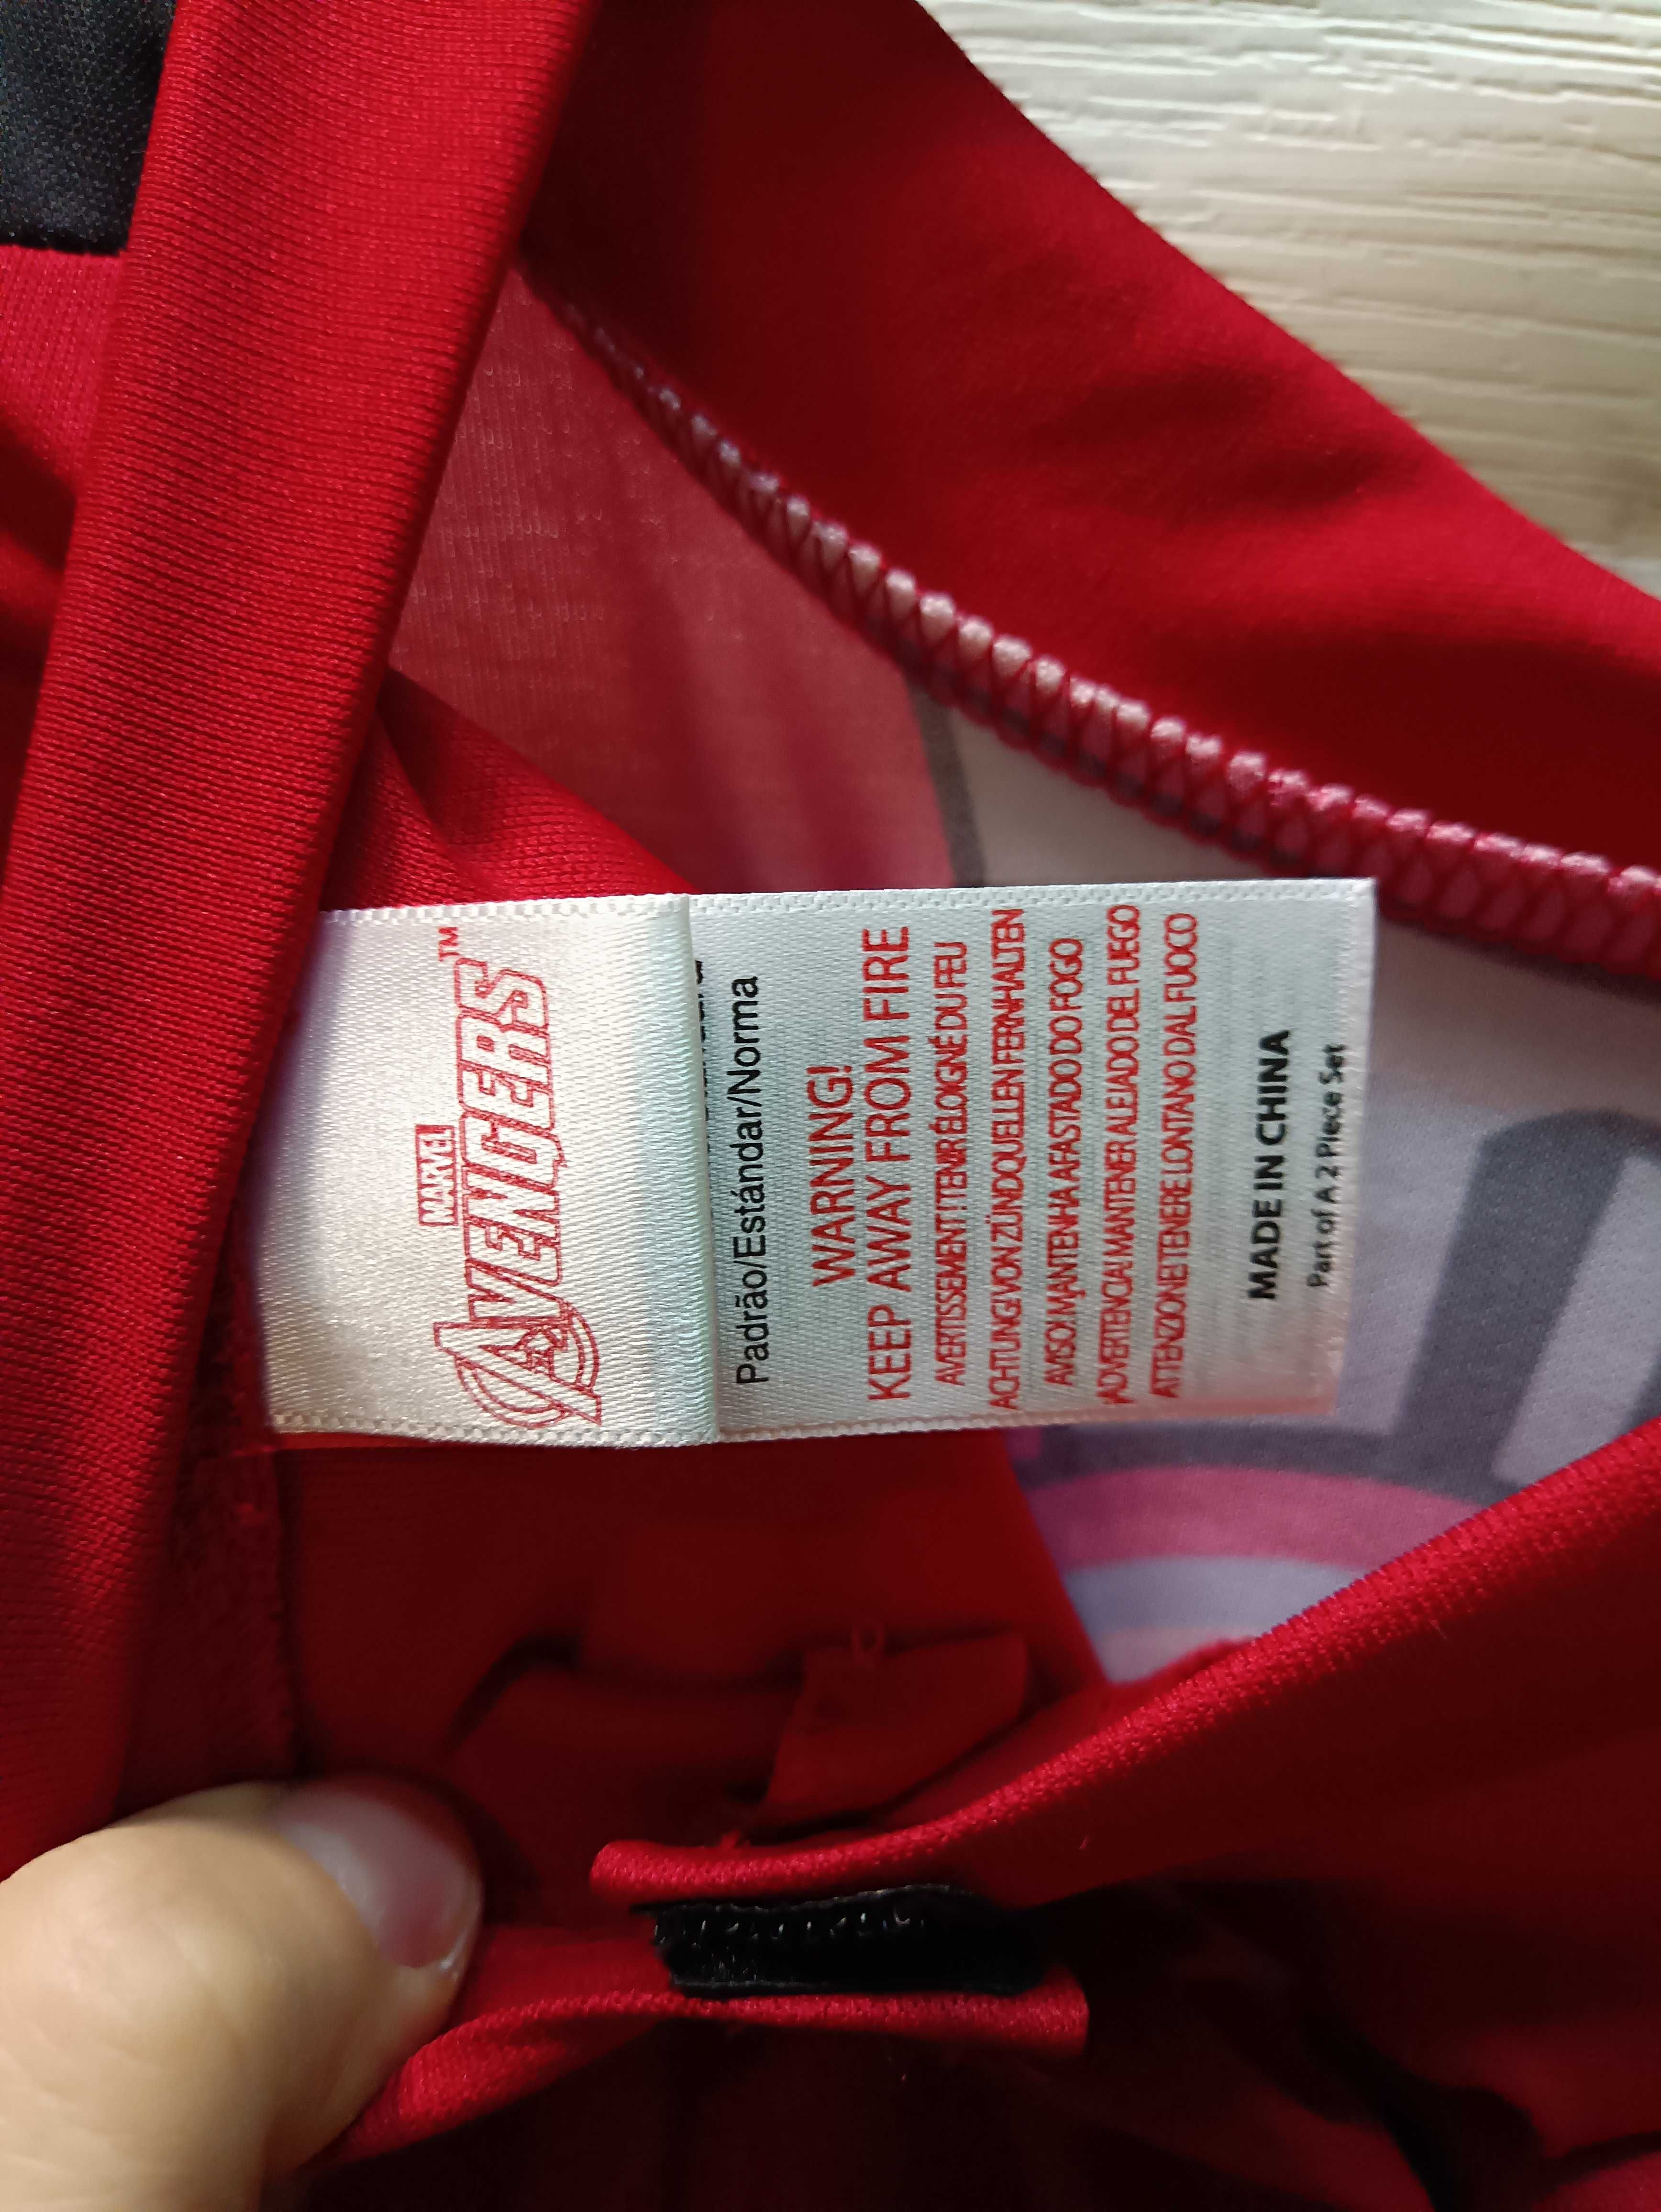 MARVEL
AVENGERS™
Padrão/Estándar/Norma
WARNING!
KEEP AWAY FROM FIRE
AVERTISSEMENT! TENIR ÉLOIGNÉ DU FEU
ACHTUNG! VON ZÜNDQUELLEN FERNHALTEN
AVISO: MANTENHA AFASTADO DO FOGO
¡ADVERTENCIA! MANTENER ALEJADO DEL FUEGO
ATTENZIONE TENERE LONTANO DAL FUOCO
MADE IN CHINA
Part of A 2 Piece Set